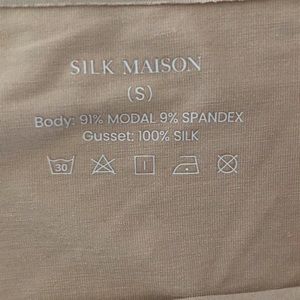 SILK MAISON
(S)
Body: 91% MODAL 9% SPANDEX
Gusset: 100% SILK
30